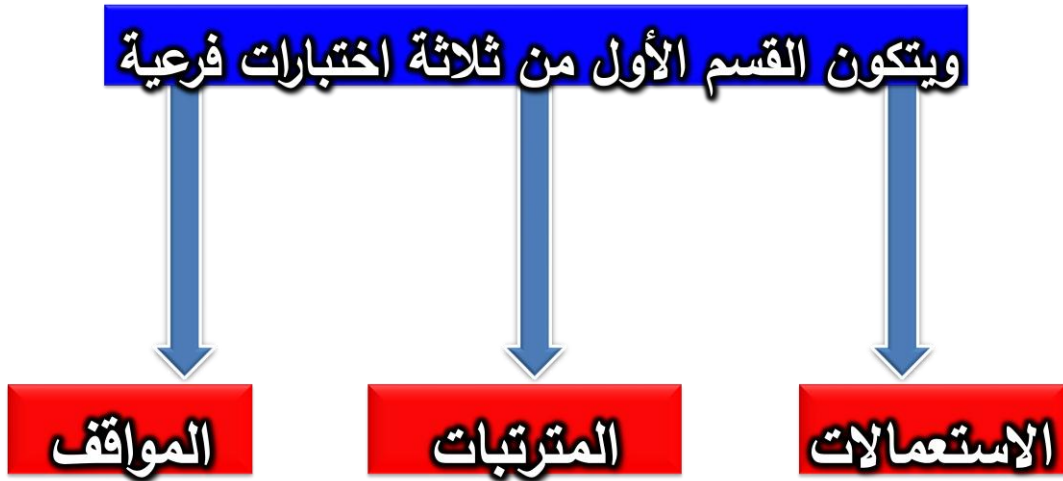 ويتكون القسم الأول من ثلاثة اختبارات فرعية
الاستعمالات
المترتبات
المواقف